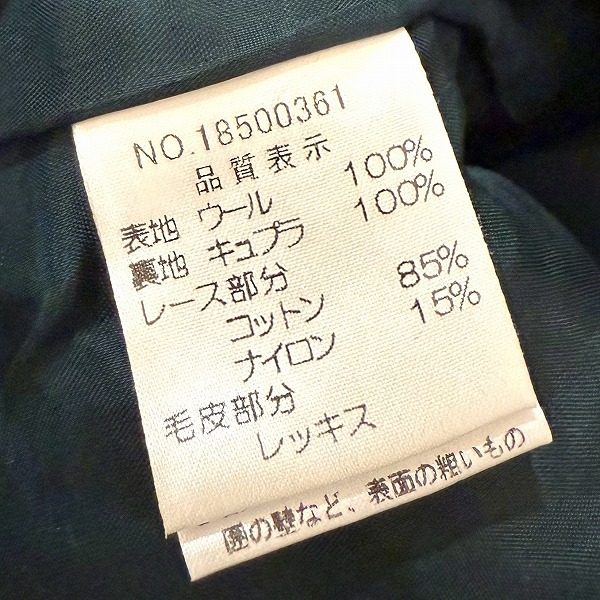 NO.18500361
品質表示
表地 ウール 100%
裏地 キュプラ 100%
レース部分
コットン 85%
ナイロン 15%
毛皮部分
レッキス
囲の壁など、表面の粗いもの